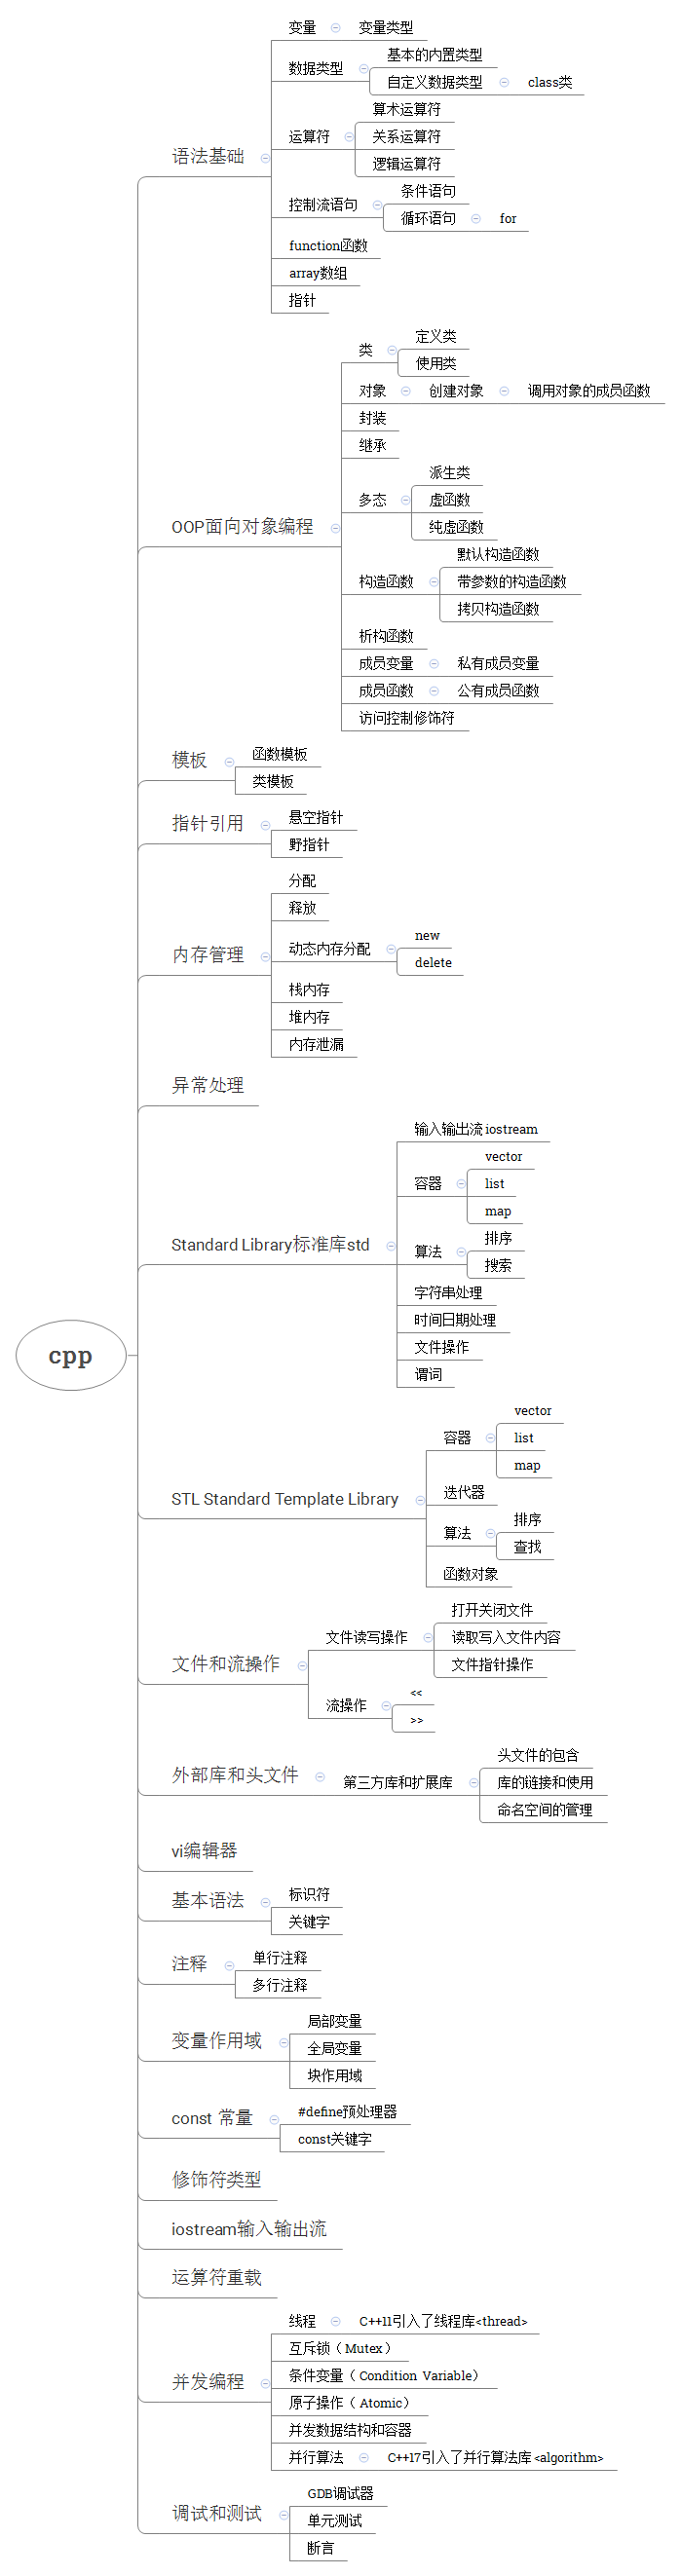 cpp
语法基础
变量
变量类型
数据类型
基本的内置类型
自定义数据类型
class类
运算符
算术运算符
关系运算符
逻辑运算符
控制流语句
条件语句
循环语句
for
function函数
array数组
指针
OOP面向对象编程
类
定义类
使用类
对象
创建对象
调用对象的成员函数
封装
继承
多态
派生类
虚函数
纯虚函数
构造函数
默认构造函数
带参数的构造函数
拷贝构造函数
析构函数
成员变量
私有成员变量
成员函数
公有成员函数
访问控制修饰符
模板
函数模板
类模板
指针引用
悬空指针
野指针
内存管理
分配
释放
动态内存分配
new
delete
栈内存
堆内存
内存泄漏
异常处理
Standard Library标准库std
输入输出流 iostream
容器
vector
list
map
算法
排序
搜索
字符串处理
时间日期处理
文件操作
谓词
STL Standard Template Library
容器
vector
list
map
迭代器
算法
排序
查找
函数对象
文件和流操作
文件读写操作
打开关闭文件
读取写入文件内容
文件指针操作
流操作
<<
>>
外部库和头文件
第三方库和扩展库
头文件的包含
库的链接和使用
命名空间的管理
vi编辑器
基本语法
标识符
关键字
注释
单行注释
多行注释
变量作用域
局部变量
全局变量
块作用域
const 常量
#define预处理器
const关键字
修饰符类型
iostream输入输出流
运算符重载
并发编程
线程
C++11引入了线程库<thread>
互斥锁（Mutex）
条件变量（Condition Variable）
原子操作（Atomic）
并发数据结构和容器
并行算法
C++17引入了并行算法库 <algorithm>
调试和测试
GDB调试器
单元测试
断言